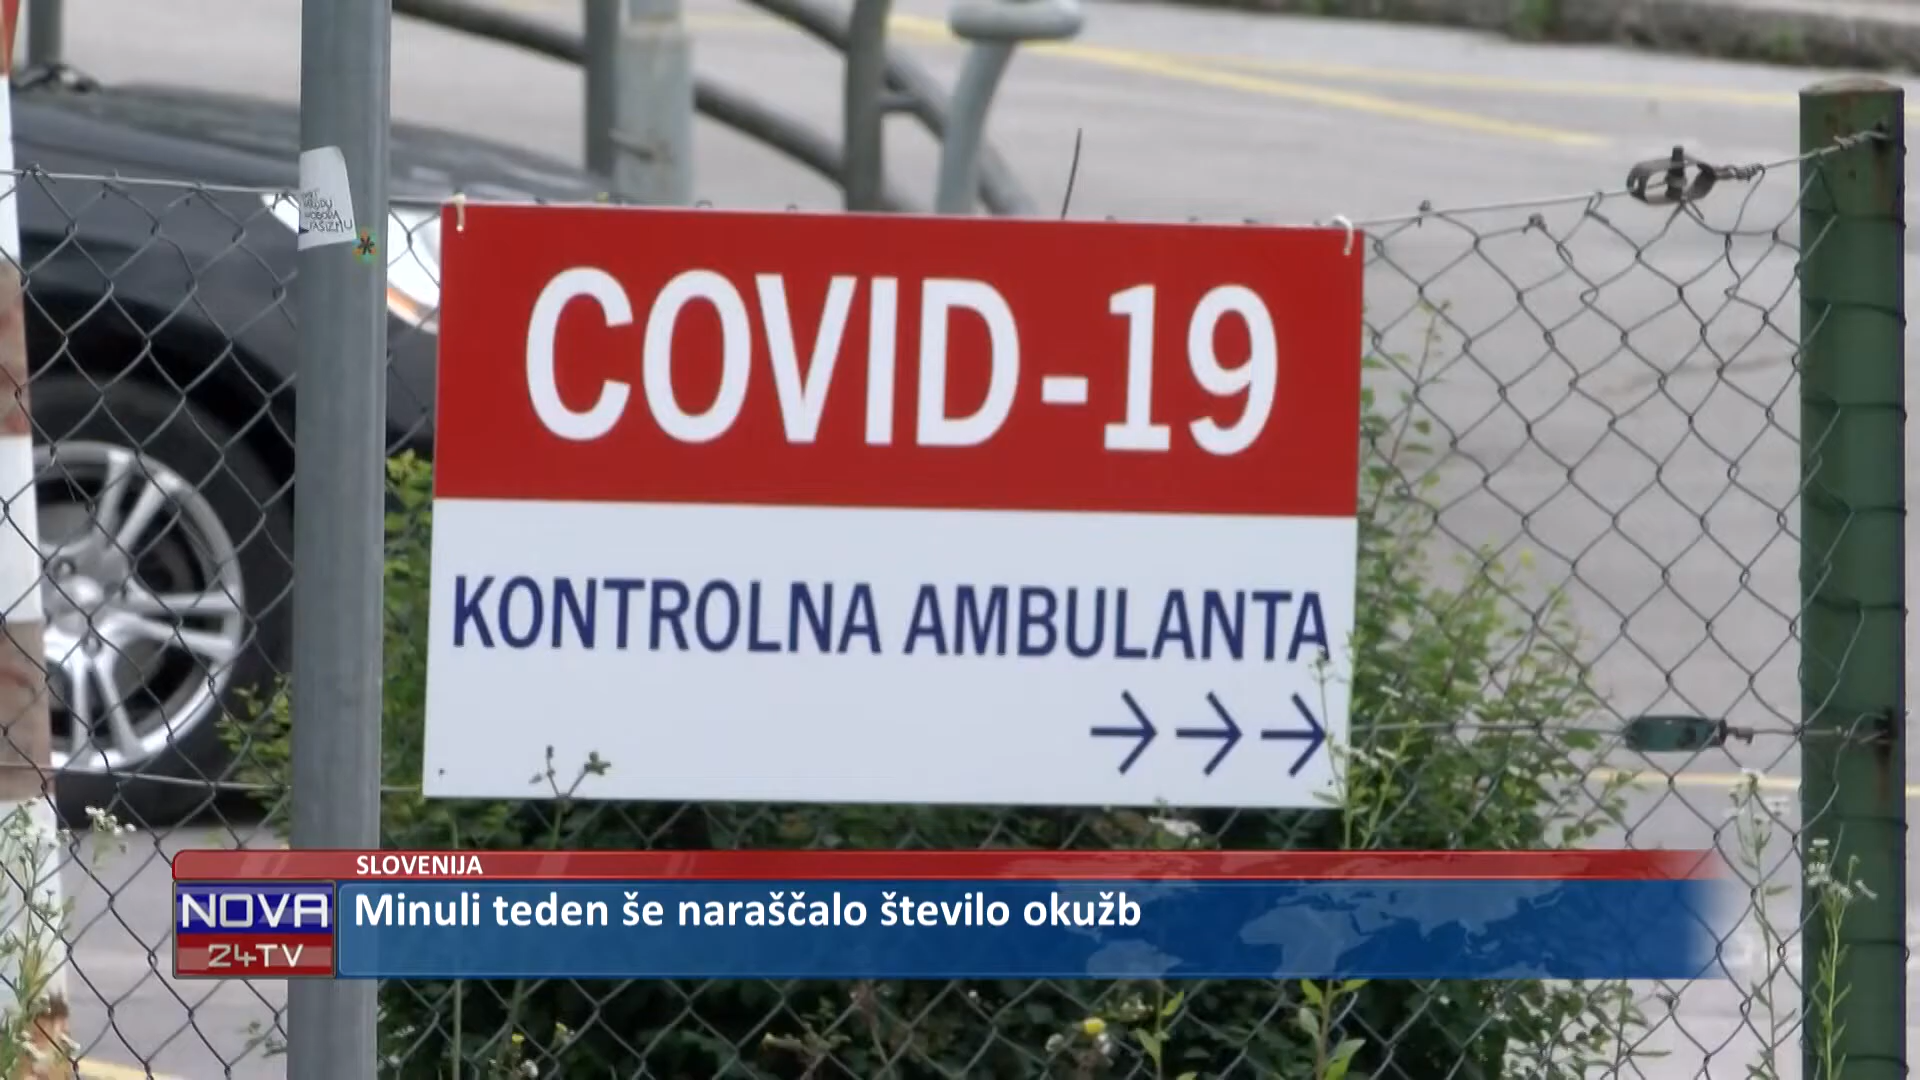 COVID-19
KONTROLNA AMBULANTA
SLOVENIJA
NOVA
24TV
Minuli teden še naraščalo število okužb